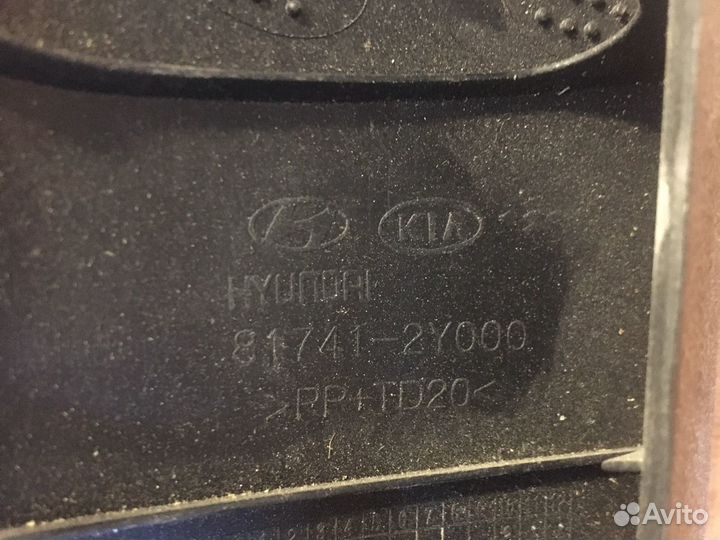 KIA
HYUNDAI
81741-2Y000
>PP+TD20<
Avito